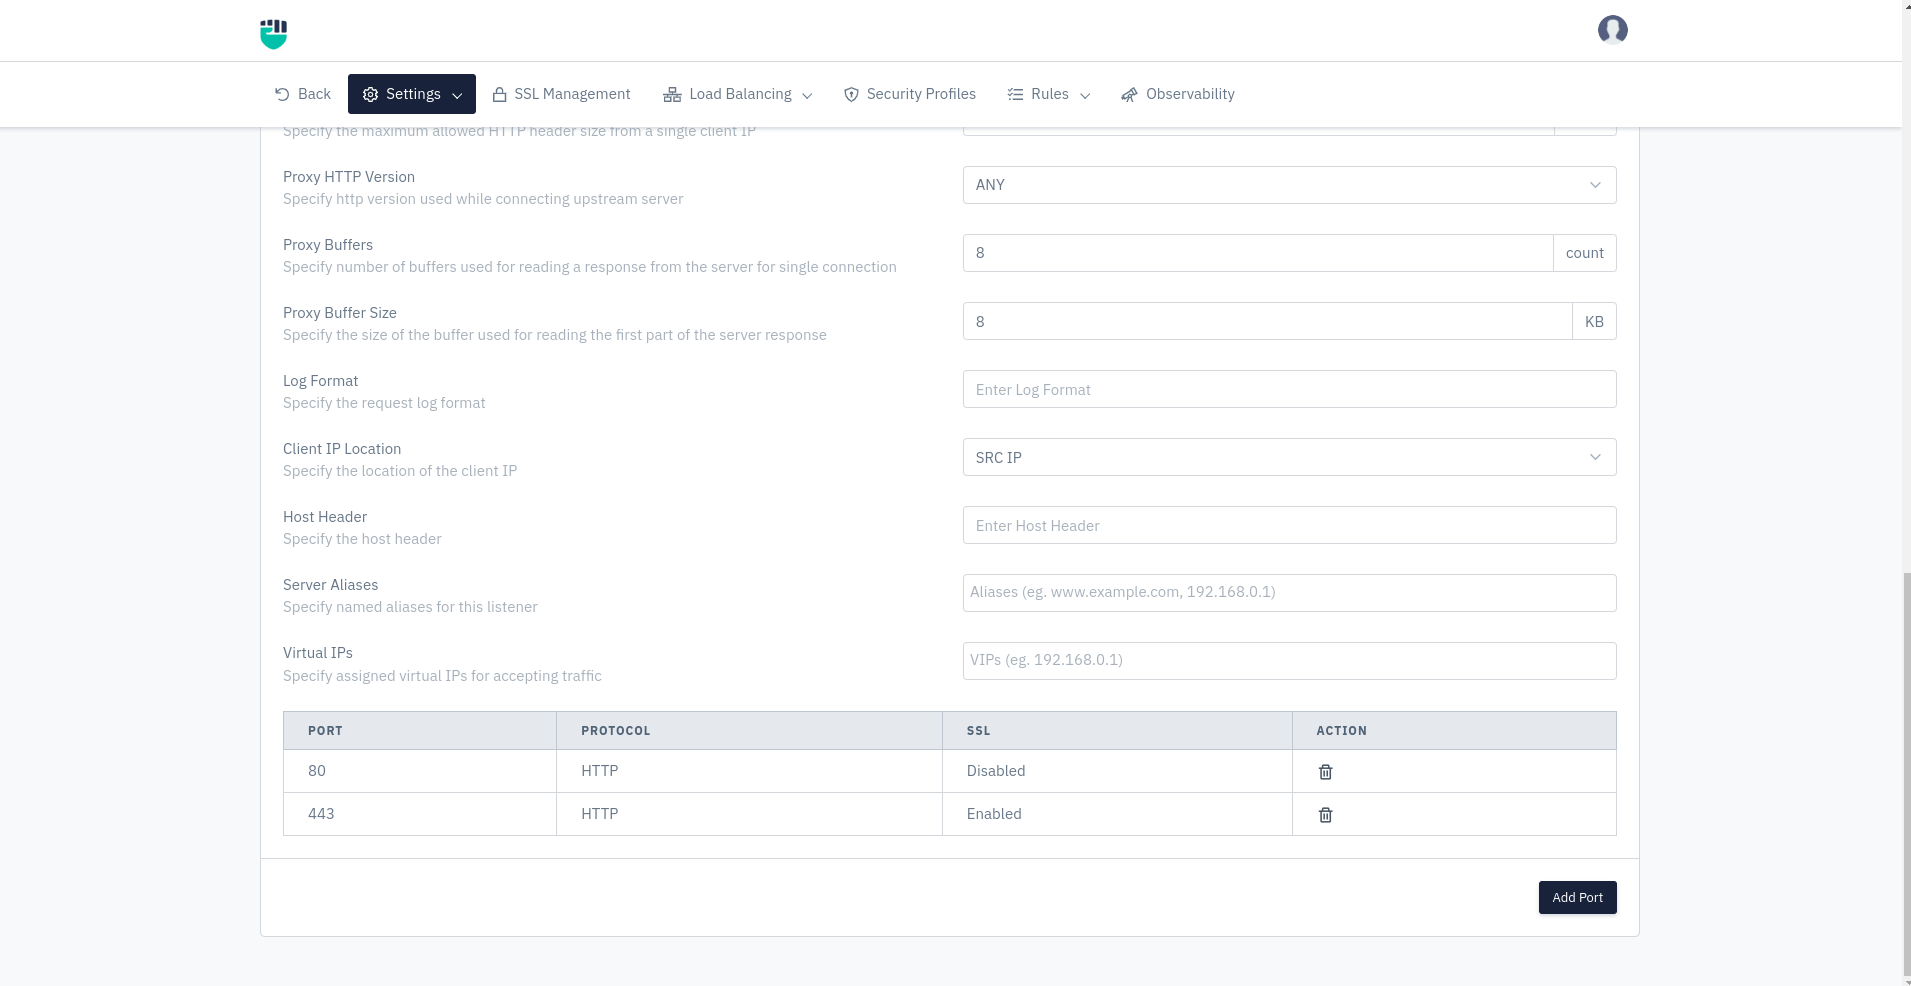 Back
Settings
SSL Management
Load Balancing
Security Profiles
Rules
Observability
Specify the maximum allowed HTTP header size from a single client IP
Proxy HTTP Version
Specify http version used while connecting upstream server
ANY
Proxy Buffers
Specify number of buffers used for reading a response from the server for single connection
8
count
Proxy Buffer Size
Specify the size of the buffer used for reading the first part of the server response
8
KB
Log Format
Specify the request log format
Enter Log Format
Client IP Location
Specify the location of the client IP
SRC IP
Host Header
Specify the host header
Enter Host Header
Server Aliases
Specify named aliases for this listener
Aliases (eg. www.example.com, 192.168.0.1)
Virtual IPs
Specify assigned virtual IPs for accepting traffic
VIPs (eg. 192.168.0.1)
PORT PROTOCOL SSL ACTION
80 HTTP Disabled
443 HTTP Enabled
Add Port